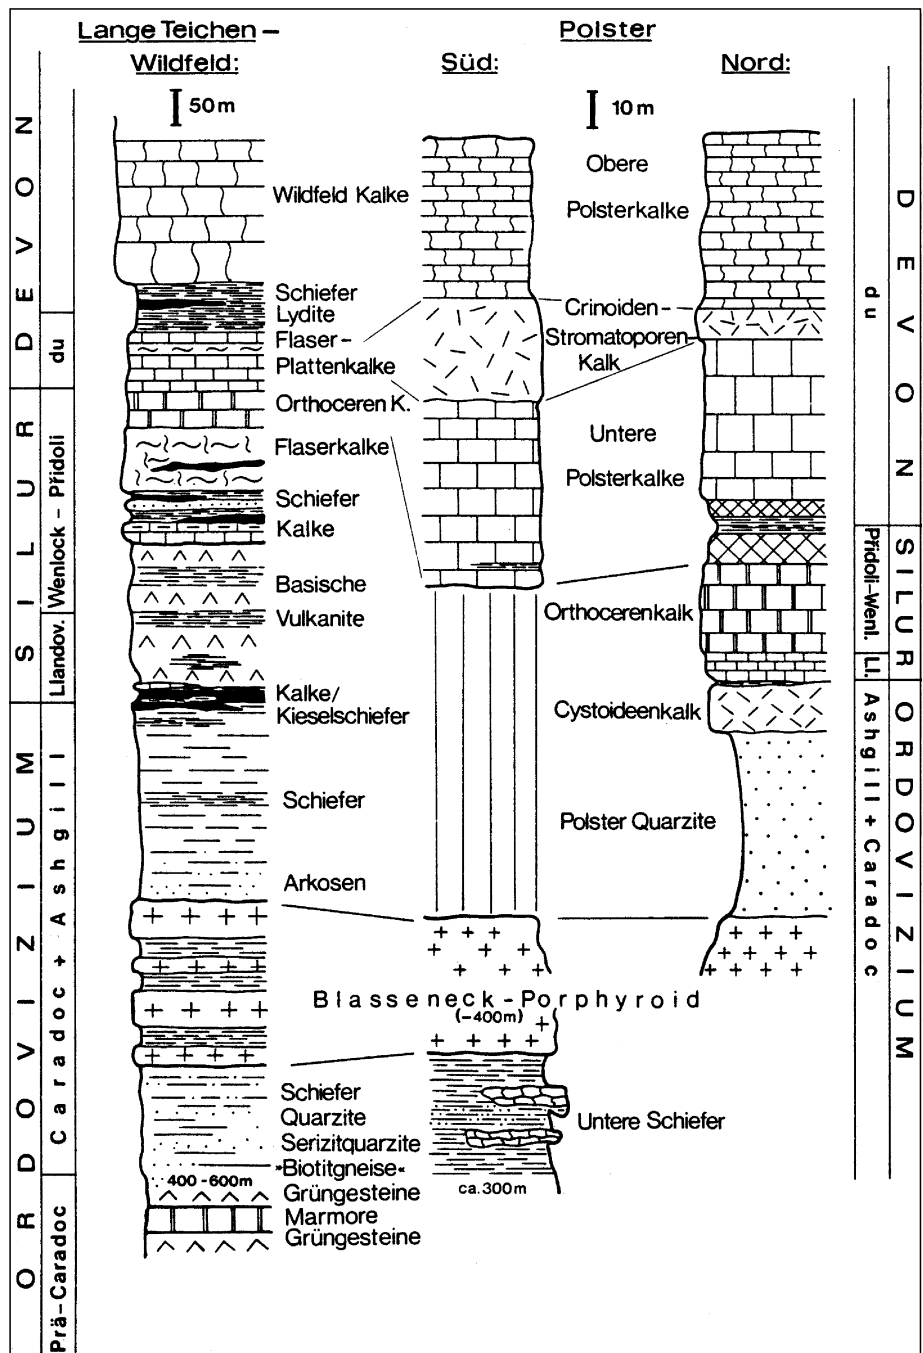 Lange Teichen –
Wildfeld:
Polster
Süd:
Nord:
50 m
10 m
DEVON
SILUR
ORDOVIZIUM
du
Wenlock – Přidoli
Llandov.
Caradoc + Ashgill
Prä-Caradoc
Wildfeld Kalke
Schiefer
Lydite
Flaser –
Plattenkalke
Orthoceren K.
Flaserkalke
Schiefer
Kalke
Basische
Vulkanite
Kalke/
Kieselschiefer
Schiefer
Arkosen
Schiefer
Quarzite
Serizitquarzite
»Biotitgneise«
400 - 600m
Grüngesteine
Marmore
Grüngesteine
Obere
Polsterkalke
Crinoiden –
Stromatoporen-
Kalk
Untere
Polsterkalke
Orthocerenkalk
Cystoideenkalk
Polster Quarzite
Blasseneck - Porphyroid
(–400m)
Untere Schiefer
ca. 300 m
du
Přidoli-Wenl.
Ll.
Ashgill + Caradoc
DEVON
SILUR
ORDOVIZIUM